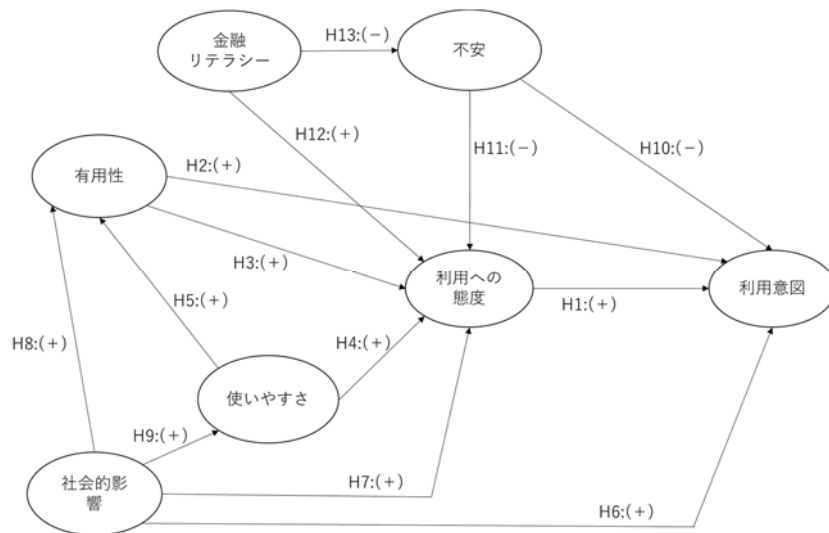 金融
リテラシー
H13:(−)
不安
H12:(+)
H11:(−)
H10:(−)
有用性
H2:(+)
H3:(+)
利用への
態度
H1:(+)
利用意図
H5:(+)
H4:(+)
H8:(+)
使いやすさ
H9:(+)
社会的影
響
H7:(+)
H6:(+)